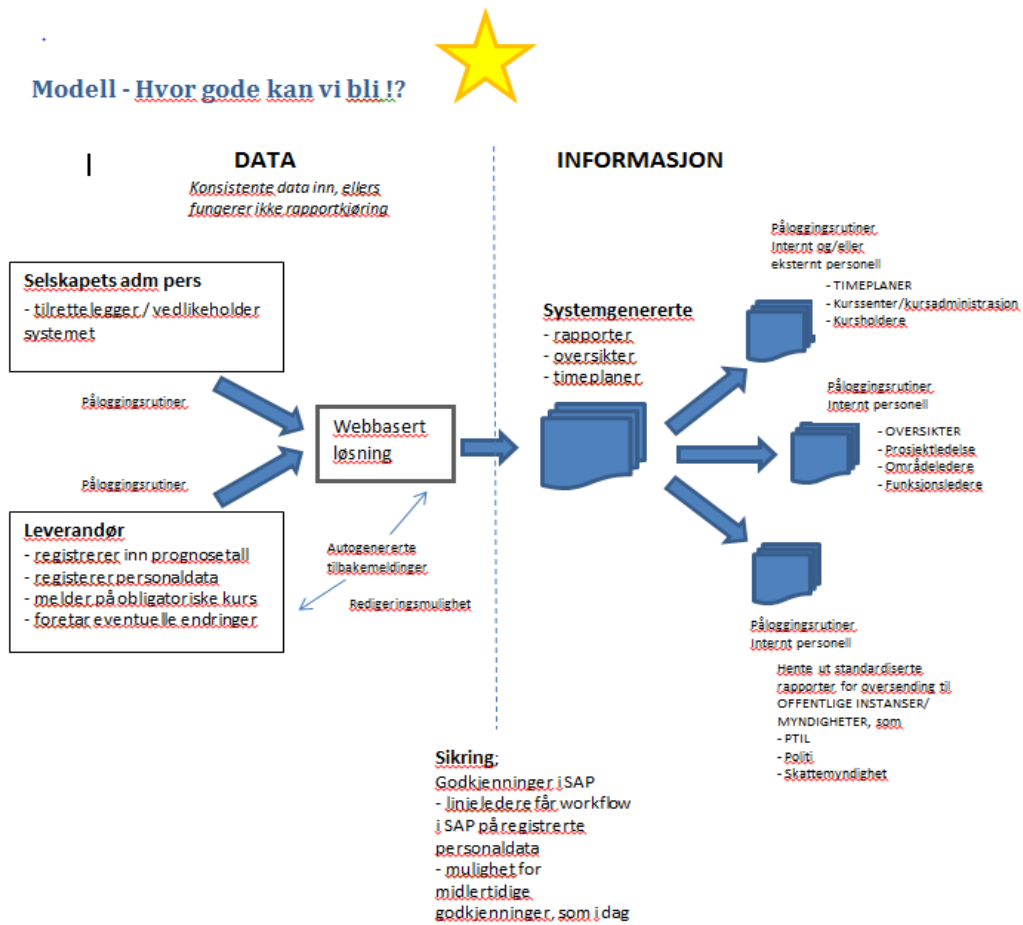 Modell - Hvor gode kan vi bli !?
DATA
Konsistente data inn, ellers
fungerer ikke rapportkjøring
Selskapets adm pers
- tilrettelegger / vedlikeholder
systemet
Påloggingsrutiner
Påloggingsrutiner
Leverandør
- registrerer inn prognosetall
- registerer personaldata
- melder på obligatoriske kurs
- foretar eventuelle endringer
Webbasert
løsning
Autogenererte
tilbakemeldinger
Redigeringsmulighet
INFORMASJON
Systemgenererte
- rapporter
- oversikter
- timeplaner
Påloggingsrutiner
Internt og/eller
eksternt personell
- TIMEPLANER
- Kurssenter/kursadministrasjon
- Kursholdere
Påloggingsrutiner
Internt personell
- OVERSIKTER
- Prosjektledelse
- Områdeledere
- Funksjonsledere
Påloggingsrutiner
Internt personell
Hente ut standardiserte
rapporter for oversending til
OFFENTLIGE INSTANSER/
MYNDIGHETER, som
- PTIL
- Politi
- Skattemyndighet
Sikring;
Godkjenninger i SAP
- linjeledere får workflow
i SAP på registrerte
personaldata
- mulighet for
midlertidige
godkjenninger, som i dag